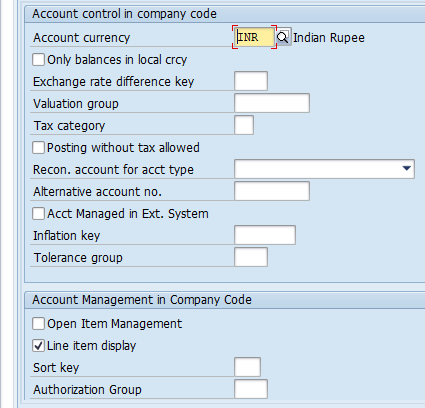 Account control in company code
Account currency INR Indian Rupee
Only balances in local crcy
Exchange rate difference key
Valuation group
Tax category
Posting without tax allowed
Recon. account for acct type
Alternative account no.
Acct Managed in Ext. System
Inflation key
Tolerance group
Account Management in Company Code
Open Item Management
Line item display
Sort key
Authorization Group